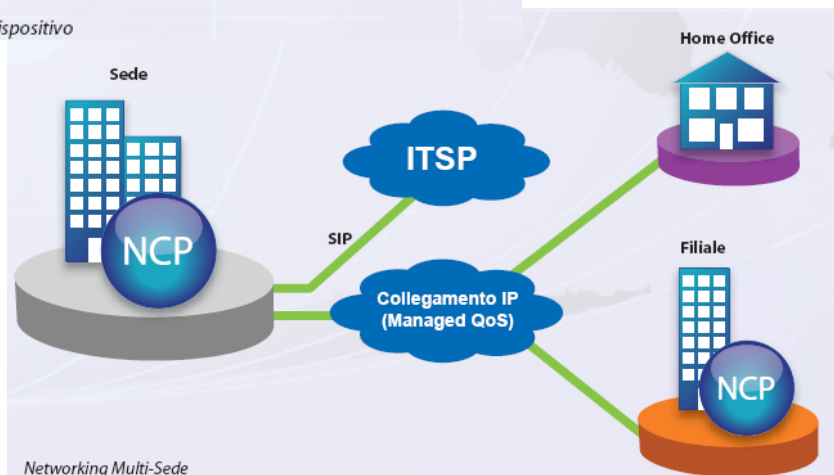 ispositivo
Sede
Home Office
ITSP
SIP
NCP
Filiale
Collegamento IP
(Managed QoS)
NCP
Networking Multi-Sede